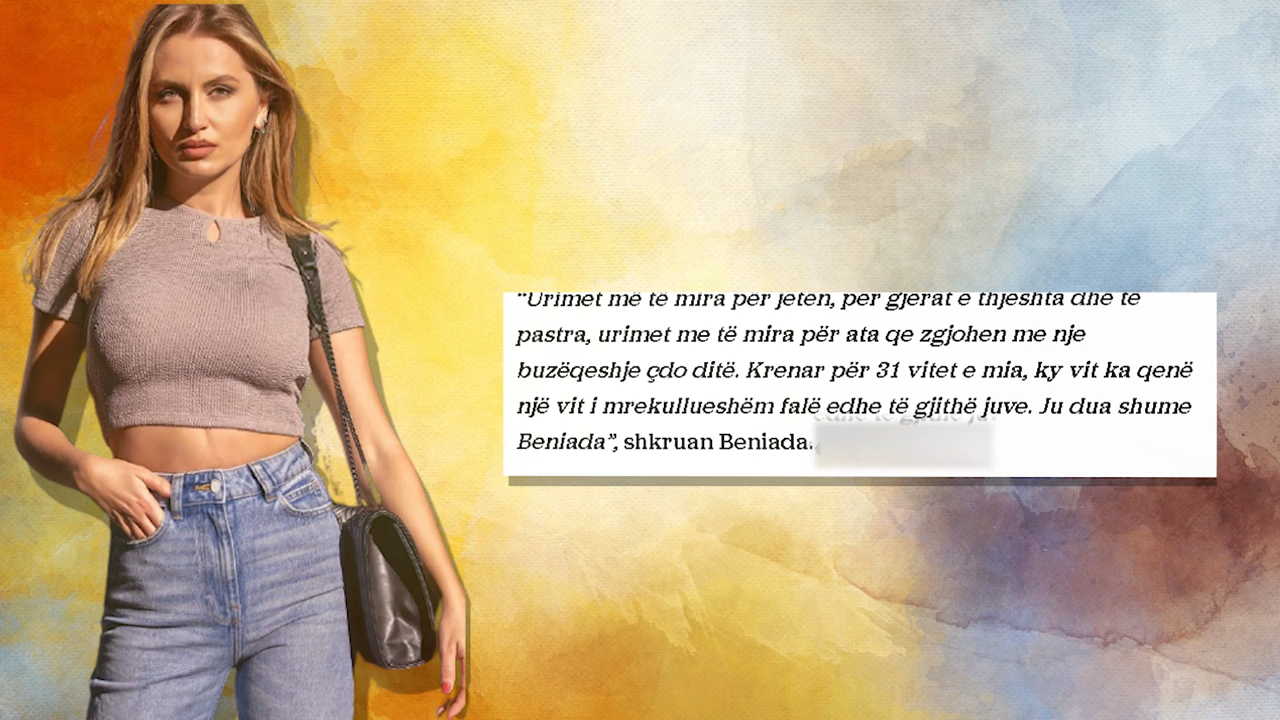 “Urimet më të mira për jetën, për gjërat e thjeshta dhe të
pastra, urimet me të mira për ata qe zgjohen me nje
buzëqeshje çdo ditë. Krenar për 31 vitet e mia, ky vit ka qenë
një vit i mrekullueshëm falë edhe të gjithë juve. Ju dua shume
Beniada”, shkruan Beniada.